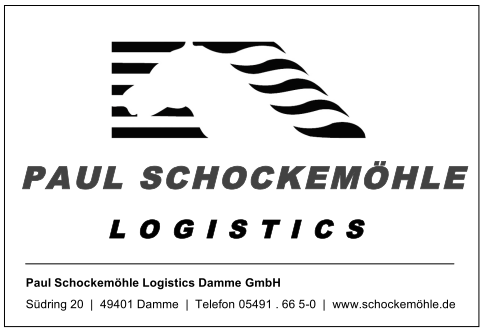 PAUL SCHOCKEMÖHLE
LOGISTICS
Paul Schockemöhle Logistics Damme GmbH
Südring 20 | 49401 Damme | Telefon 05491 . 66 5-0 | www.schockemöhle.de